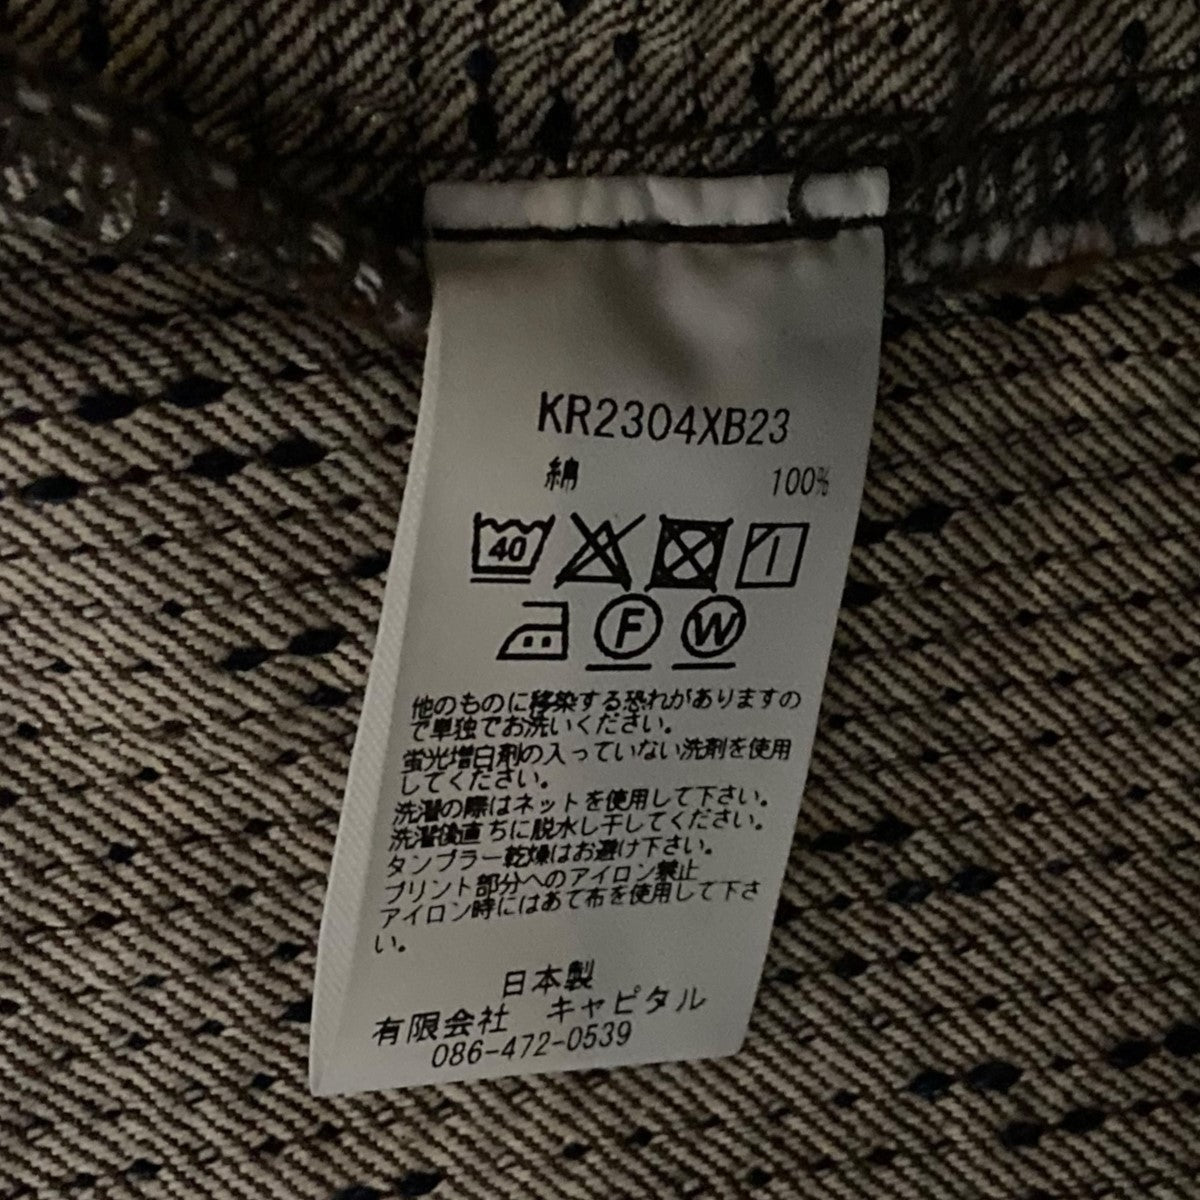 KR2304XB23
綿 100%
40
F W
他のものに移染する恐れがありますの
で単独でお洗いください。
蛍光増白剤の入っていない洗剤を使用
してください。
洗濯の際はネットを使用して下さい。
洗濯後直ちに脱水し干してください。
タンブラー乾燥はお避け下さい。
プリント部分へのアイロン禁止
アイロン時にはあて布を使用して下さ
い。
日本製
有限会社 キャピタル
086-472-0539